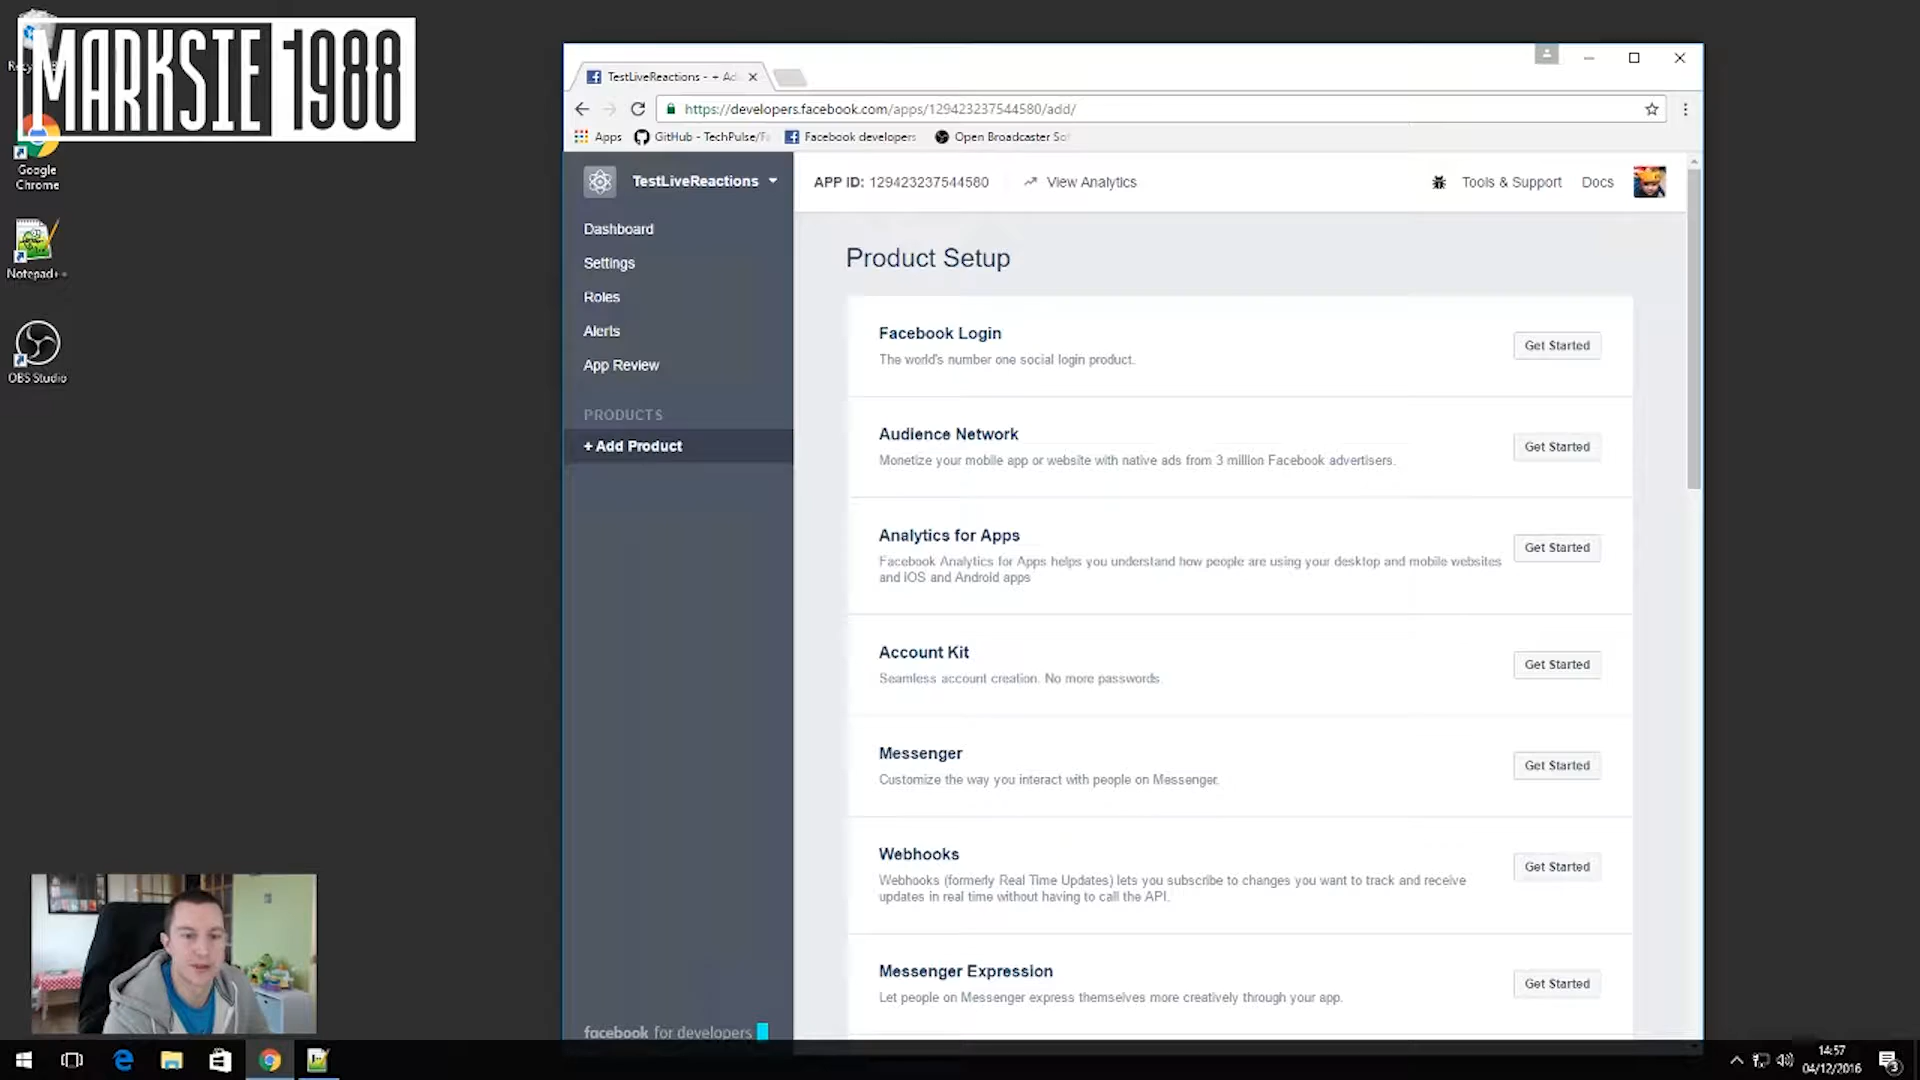 MARKSIE 1988
Google
Chrome
Notepad++
OBS Studio
TestLiveReactions - + Ad
https://developers.facebook.com/apps/129423237544580/add/
Apps
GitHub - TechPulse/Fa
Facebook developers
Open Broadcaster Sof
TestLiveReactions
APP ID: 129423237544580
View Analytics
Tools & Support
Docs
Dashboard
Settings
Roles
Alerts
App Review
PRODUCTS
+ Add Product
Product Setup
Facebook Login
The world's number one social login product.
Get Started
Audience Network
Monetize your mobile app or website with native ads from 3 million Facebook advertisers.
Get Started
Analytics for Apps
Facebook Analytics for Apps helps you understand how people are using your desktop and mobile websites
and iOS and Android apps
Get Started
Account Kit
Seamless account creation. No more passwords.
Get Started
Messenger
Customize the way you interact with people on Messenger.
Get Started
Webhooks
Webhooks (formerly Real Time Updates) lets you subscribe to changes you want to track and receive
updates in real time without having to call the API.
Get Started
Messenger Expression
Let people on Messenger express themselves more creatively through your app.
Get Started
facebook for developers
14:57
04/12/2016
3